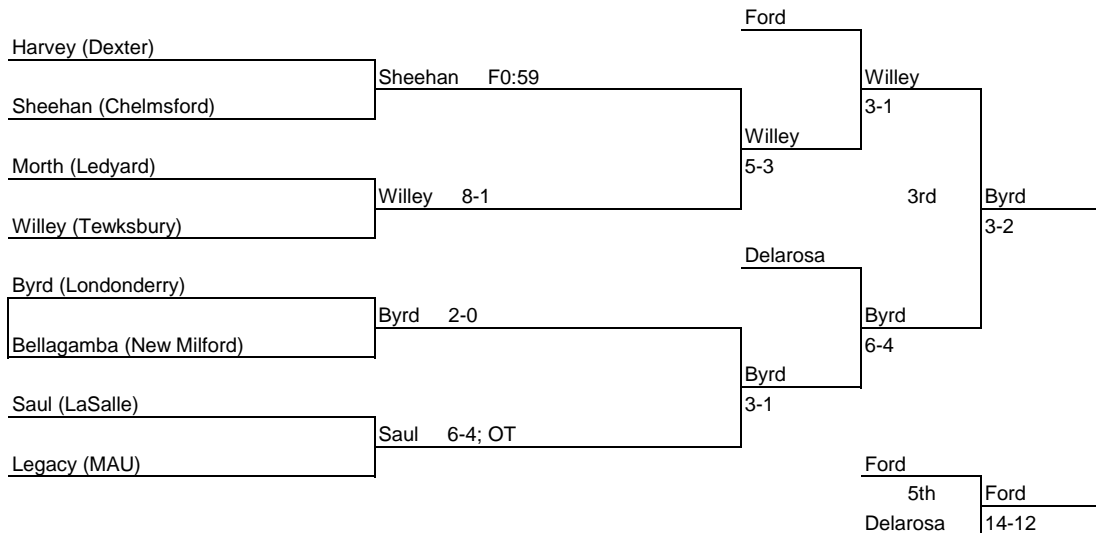 Ford
Harvey (Dexter)
Sheehan F0:59
Willey
Sheehan (Chelmsford)
3-1
Willey
Morth (Ledyard)
5-3
Willey 8-1
3rd
Byrd
Willey (Tewksbury)
3-2
Delarosa
Byrd (Londonderry)
Byrd 2-0
Byrd
Bellagamba (New Milford)
6-4
Byrd
Saul (LaSalle)
3-1
Saul 6-4; OT
Legacy (MAU)
Ford
5th
Ford
Delarosa
14-12